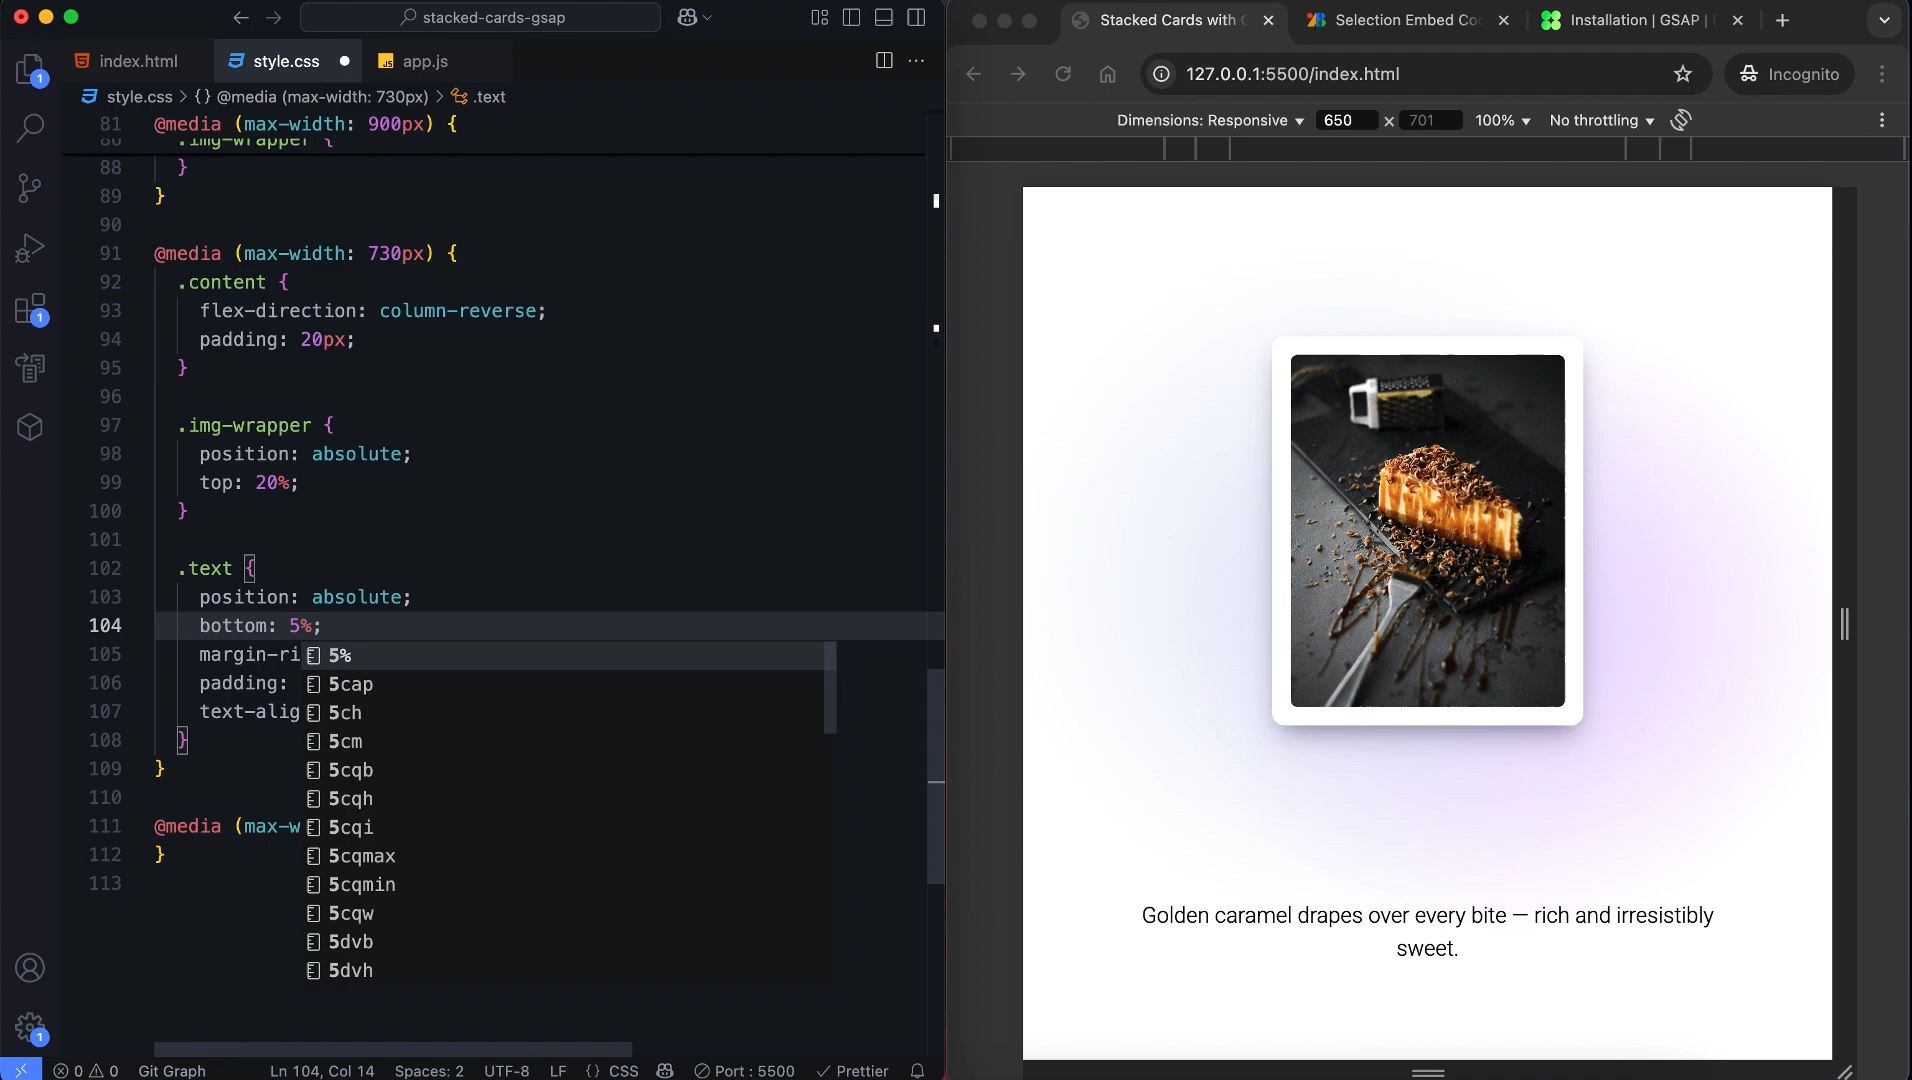 stacked-cards-gsap
index.html
style.css
app.js
style.css > {} @media (max-width: 730px) > .text
81 @media (max-width: 900px) {
86 .img-wrapper {
88 }
89 }
90
91 @media (max-width: 730px) {
92 .content {
93 flex-direction: column-reverse;
94 padding: 20px;
95 }
96
97 .img-wrapper {
98 position: absolute;
99 top: 20%;
100 }
101
102 .text {
103 position: absolute;
104 bottom: 5%;
105 margin-ri
106 padding:
107 text-alig
108 }
109 }
110
111 @media (max-w
112 }
113
5%
5cap
5ch
5cm
5cqb
5cqh
5cqi
5cqmax
5cqmin
5cqw
5dvb
5dvh
1
1
1
0 0 Git Graph Ln 104, Col 14 Spaces: 2 UTF-8 LF {} CSS Port : 5500 Prettier
Stacked Cards with
Selection Embed Co
Installation | GSAP |
127.0.0.1:5500/index.html
Incognito
Dimensions: Responsive 650 × 701 100% No throttling
Golden caramel drapes over every bite — rich and irresistibly
sweet.